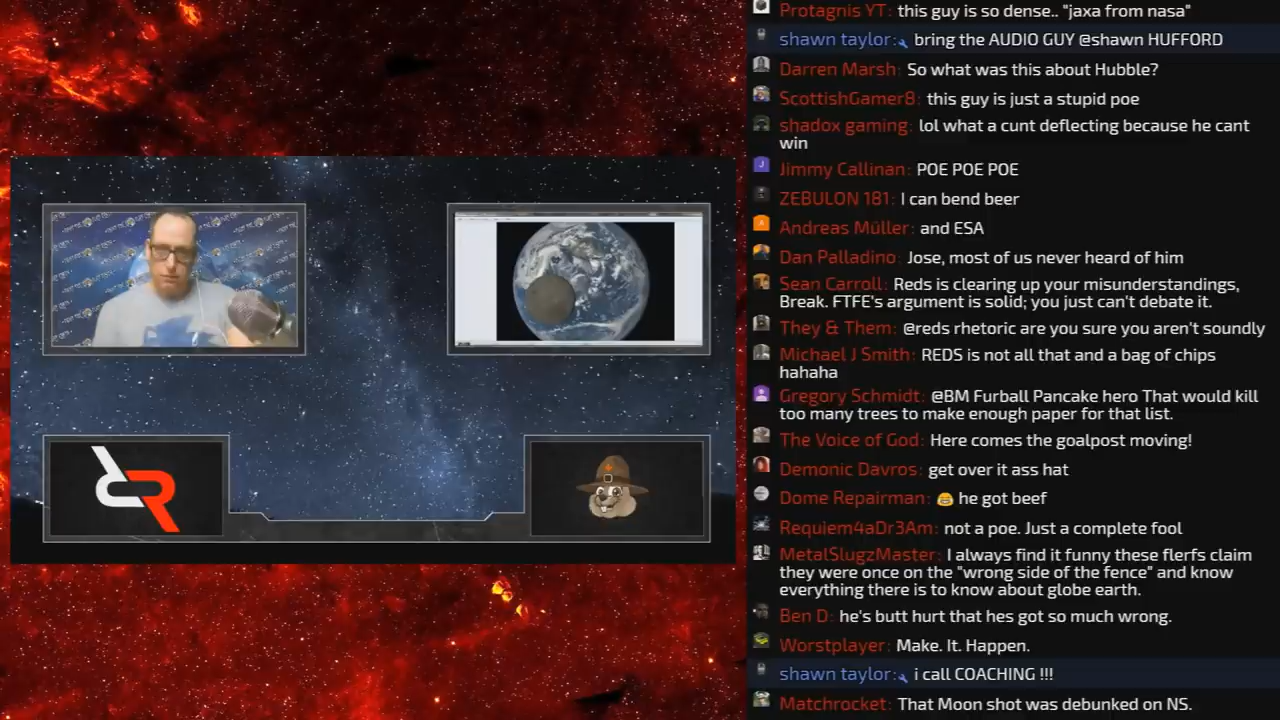 Protagnis YT: this guy is so dense.. "jaxa from nasa"
shawn taylor: bring the AUDIO GUY @shawn HUFFORD
Darren Marsh: So what was this about Hubble?
ScottishGamer8: this guy is just a stupid poe
shadox gaming: lol what a cunt deflecting because he cant
win
Jimmy Callinan: POE POE POE
ZEBULON 181: I can bend beer
Andreas Müller: and ESA
Dan Palladino: Jose, most of us never heard of him
Sean Carroll: Reds is clearing up your misunderstandings,
Break. FTFE's argument is solid; you just can't debate it.
They & Them: @reds rhetoric are you sure you aren't soundly
Michael J Smith: REDS is not all that and a bag of chips
hahaha
Gregory Schmidt: @BM Furball Pancake hero That would kill
too many trees to make enough paper for that list.
The Voice of God: Here comes the goalpost moving!
Demonic Davros: get over it ass hat
Dome Repairman: 😂 he got beef
Requiem4aDr3Am: not a poe. Just a complete fool
MetalSlugzMaster: I always find it funny these flerfs claim
they were once on the "wrong side of the fence" and know
everything there is to know about globe earth.
Ben D: he's butt hurt that hes got so much wrong.
Worstplayer: Make. It. Happen.
shawn taylor: i call COACHING !!!
Matchrocket: That Moon shot was debunked on NS.